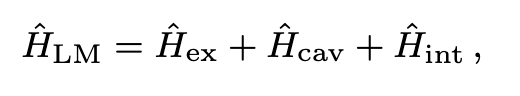 Ĥ_LM = Ĥ_ex + Ĥ_cav + Ĥ_int ,